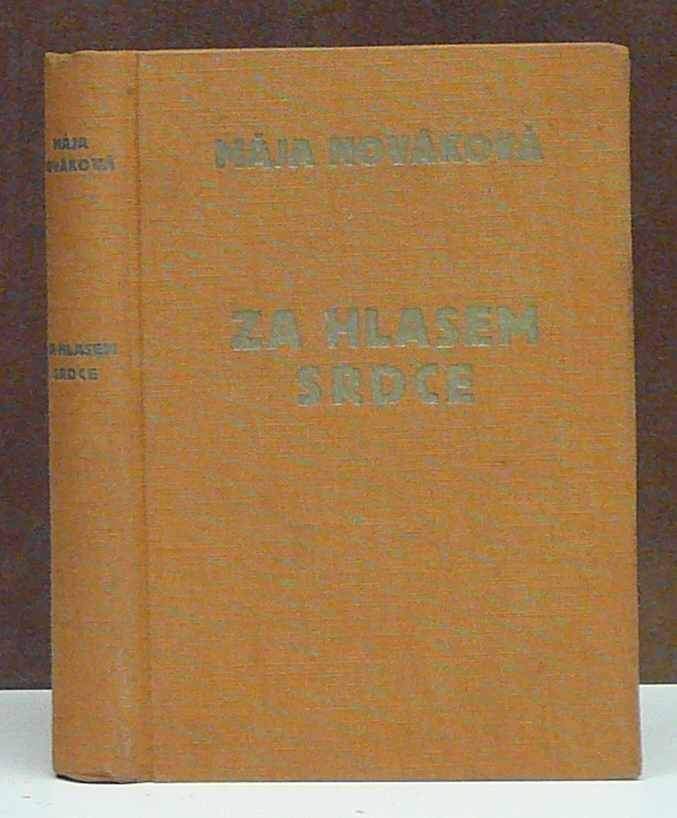 MÁJA
NOVÁKOVÁ
ZA HLASEM
SRDCE
MÁJA NOVÁKOVÁ
ZA HLASEM
SRDCE